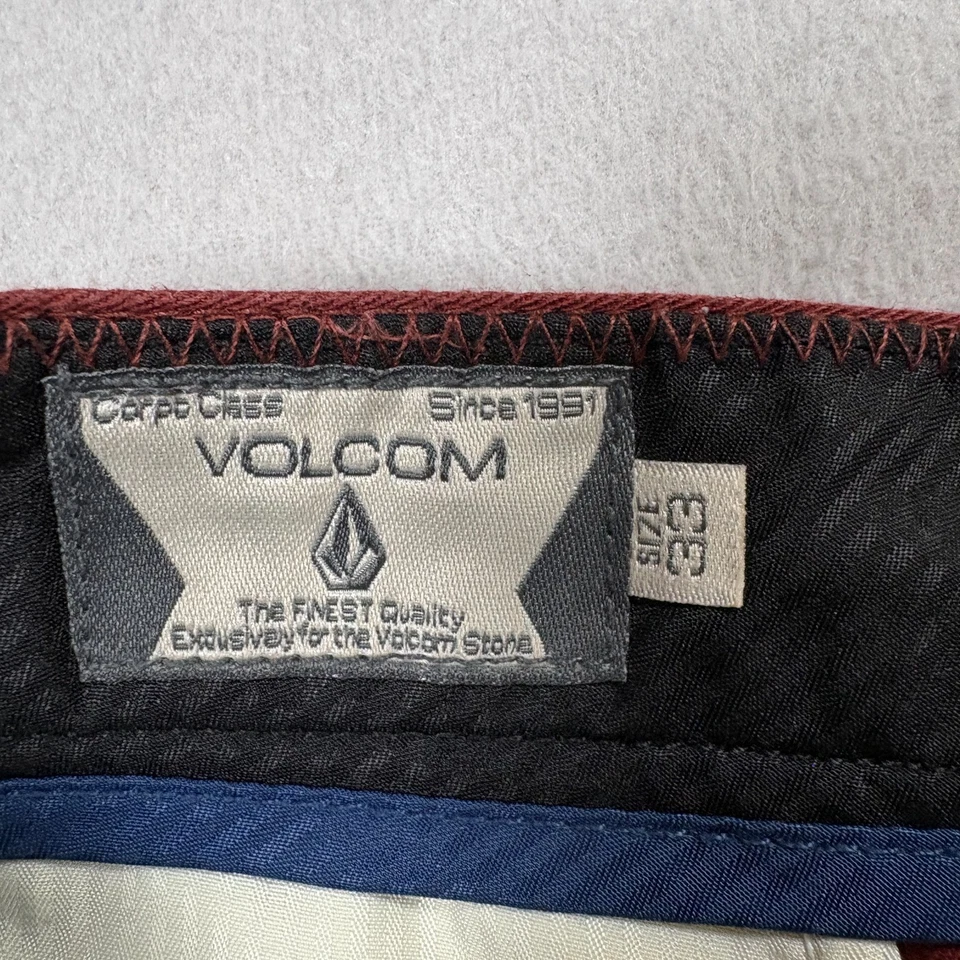 Corpo Class Since 1991
VOLCOM
The FINEST Quality
Exclusively for the Volcom Stone
SIZE
33